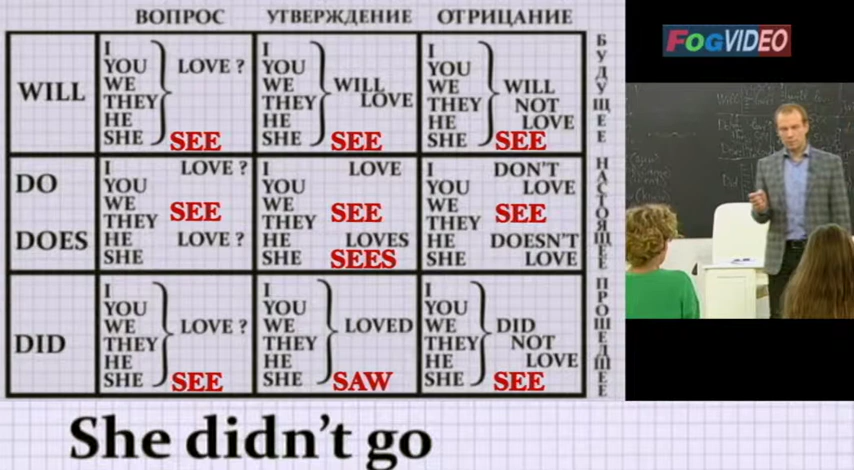 ВОПРОС УТВЕРЖДЕНИЕ ОТРИЦАНИЕ
FOGVIDEO
WILL
I
YOU
WE
THEY
HE
SHE
LOVE ?
SEE
I
YOU
WE
THEY
HE
SHE
WILL
LOVE
SEE
I
YOU
WE
THEY
HE
SHE
WILL
NOT
LOVE
SEE
БУДУЩЕЕ
DO
DOES
I
YOU
WE
THEY
HE
SHE
LOVE ?
SEE
LOVE ?
I
YOU
WE
THEY
HE
SHE
LOVE
SEE
LOVES
SEES
I
YOU
WE
THEY
HE
SHE
DON'T
LOVE
SEE
DOESN'T
LOVE
НАСТОЯЩЕЕ
DID
I
YOU
WE
THEY
HE
SHE
LOVE ?
SEE
I
YOU
WE
THEY
HE
SHE
LOVED
SAW
I
YOU
WE
THEY
HE
SHE
DID
NOT
LOVE
SEE
ПРОШЕДШЕЕ
She didn't go